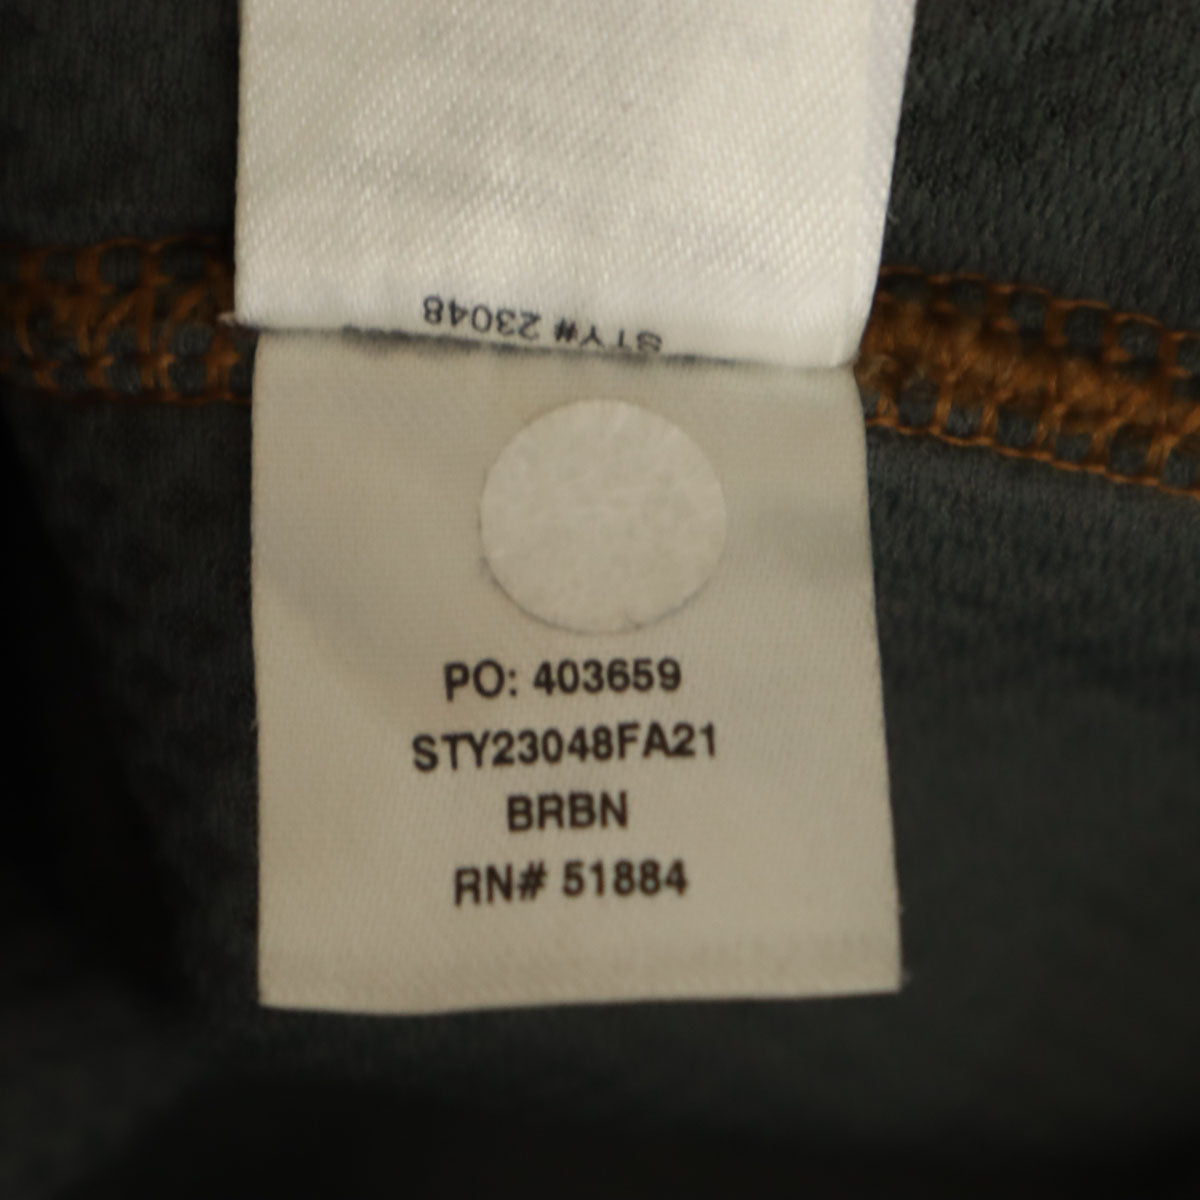 STY# 23048
PO: 403659
STY23048FA21
BRBN
RN# 51884